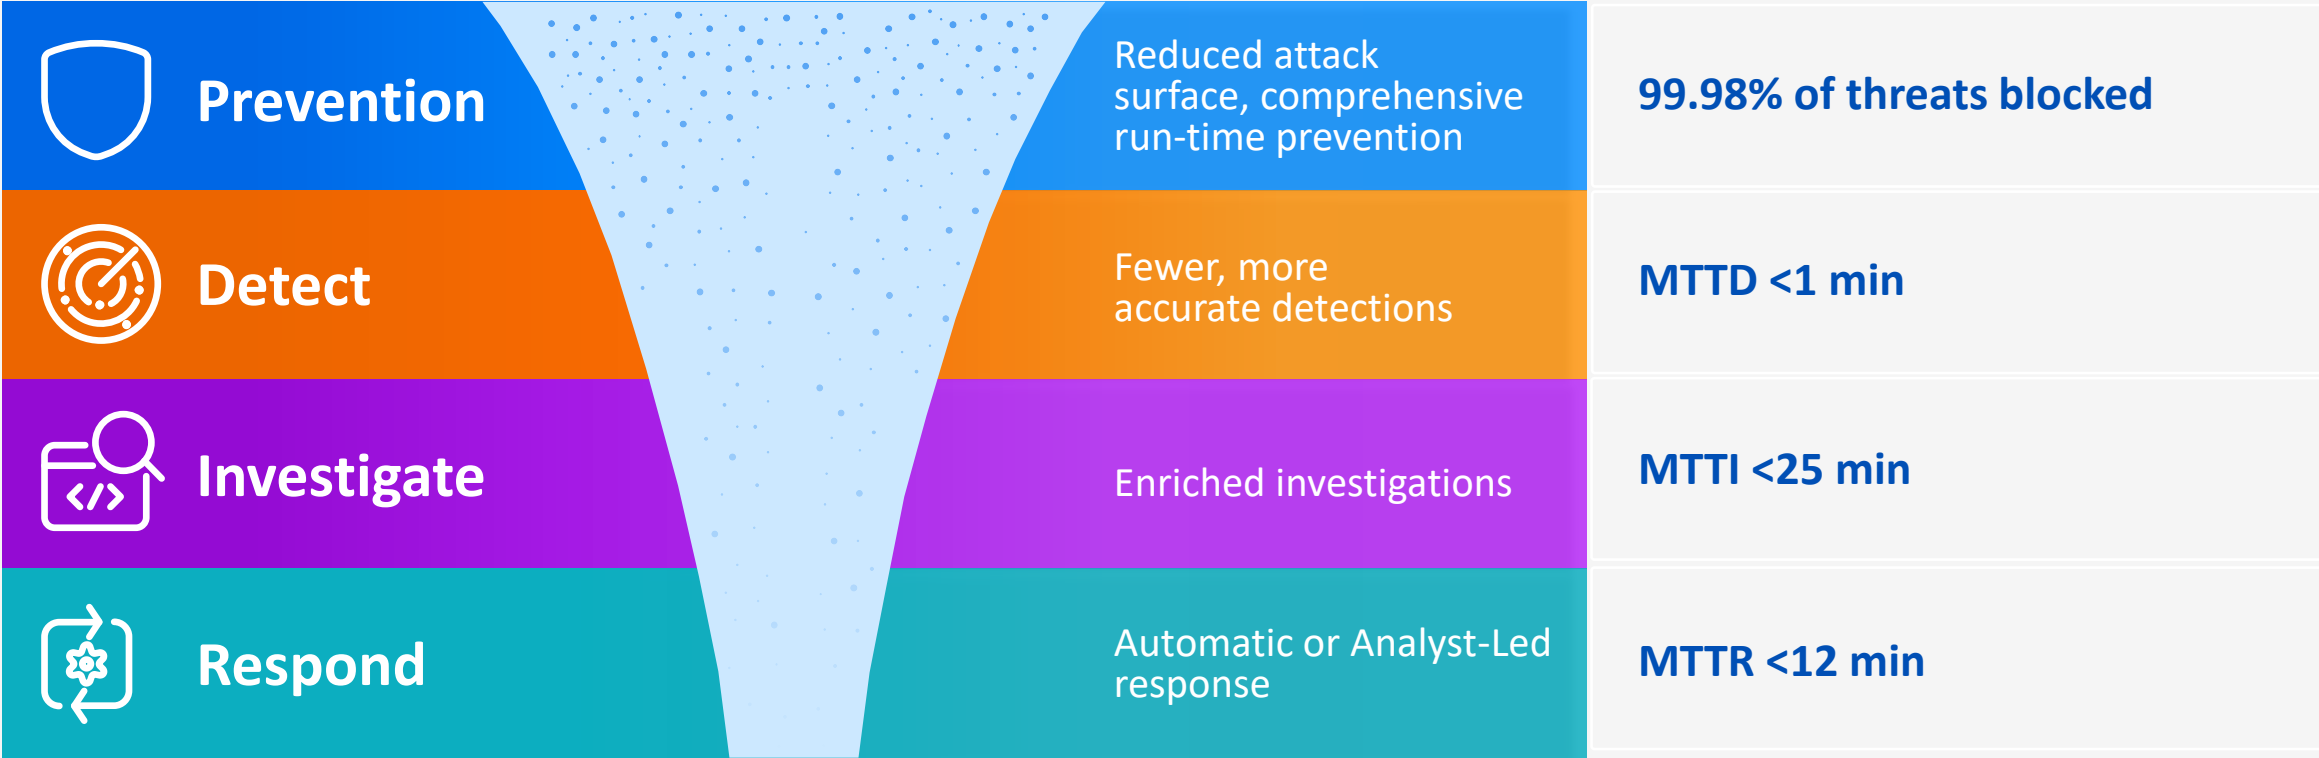 Prevention
Reduced attack
surface, comprehensive
run-time prevention
99.98% of threats blocked
Detect
Fewer, more
accurate detections
MTTD <1 min
Investigate
Enriched investigations
MTTI <25 min
Respond
Automatic or Analyst-Led
response
MTTR <12 min